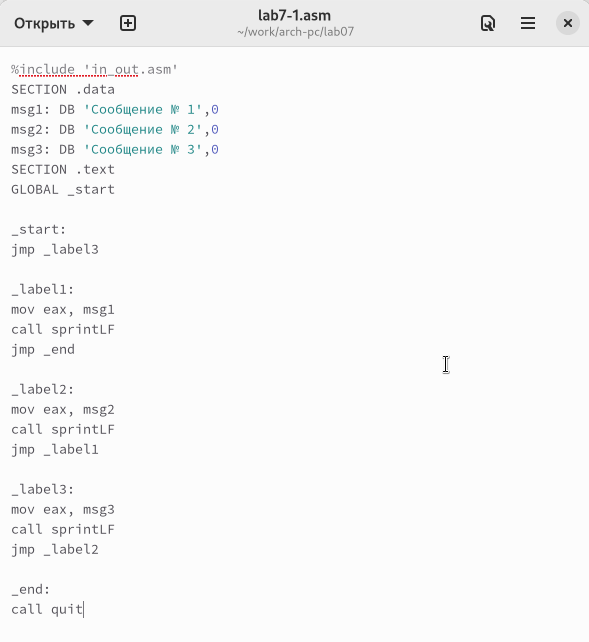 Открыть
lab7-1.asm
~/work/arch-pc/lab07
%include 'in_out.asm'
SECTION .data
msg1: DB 'Сообщение № 1',0
msg2: DB 'Сообщение № 2',0
msg3: DB 'Сообщение № 3',0
SECTION .text
GLOBAL _start
_start:
jmp _label3
_label1:
mov eax, msg1
call sprintLF
jmp _end
_label2:
mov eax, msg2
call sprintLF
jmp _label1
_label3:
mov eax, msg3
call sprintLF
jmp _label2
_end:
call quit